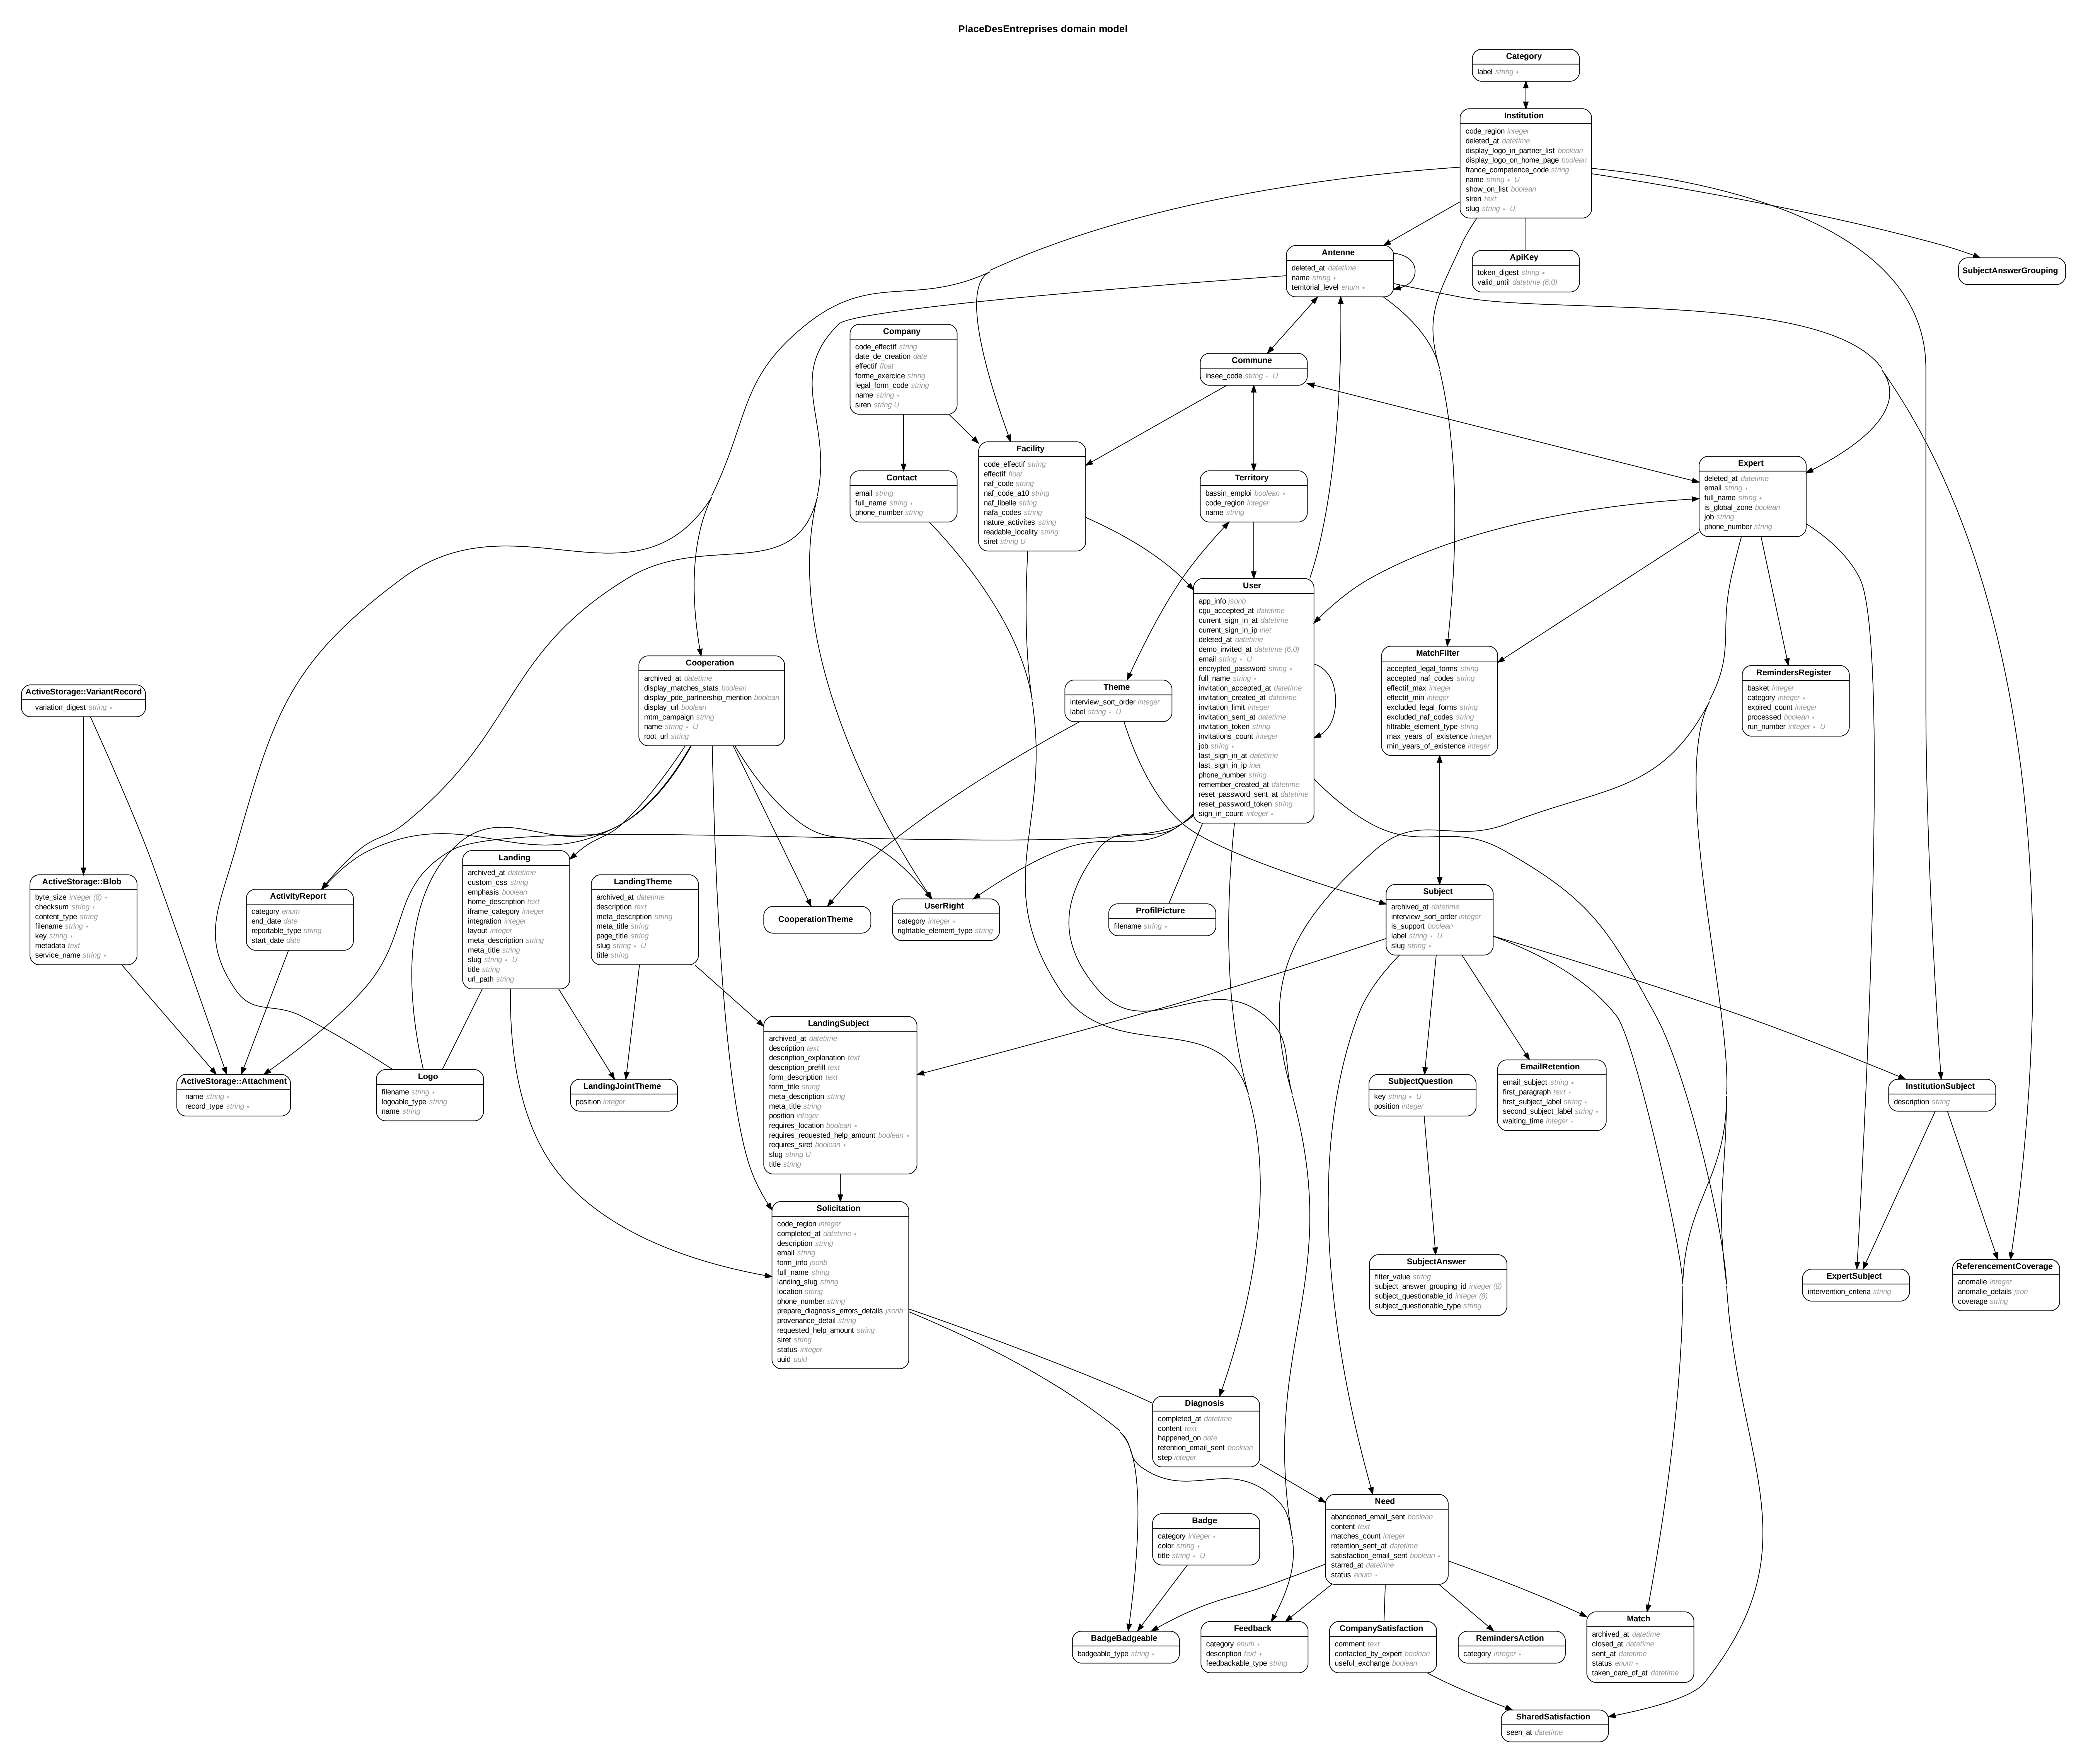 PlaceDesEntreprises domain model
Category
label string ∗
Institution
code_region integer
deleted_at datetime
display_logo_in_partner_list boolean
display_logo_on_home_page boolean
france_competence_code string
name string ∗ U
show_on_list boolean
siren text
slug string ∗ U
Antenne
deleted_at datetime
name string ∗
territorial_level enum ∗
ApiKey
token_digest string ∗
valid_until datetime (6,0)
SubjectAnswerGrouping
Company
code_effectif string
date_de_creation date
effectif float
forme_exercice string
legal_form_code string
name string ∗
siren string U
Commune
insee_code string ∗ U
Facility
code_effectif string
effectif float
naf_code string
naf_code_a10 string
naf_libelle string
nafa_codes string
nature_activites string
readable_locality string
siret string U
Contact
email string
full_name string ∗
phone_number string
Territory
bassin_emploi boolean ∗
code_region integer
name string
Expert
deleted_at datetime
email string ∗
full_name string ∗
is_global_zone boolean
job string
phone_number string
User
app_info jsonb
cgu_accepted_at datetime
current_sign_in_at datetime
current_sign_in_ip inet
deleted_at datetime
demo_invited_at datetime (6,0)
email string ∗ U
encrypted_password string ∗
full_name string ∗
invitation_accepted_at datetime
invitation_created_at datetime
invitation_limit integer
invitation_sent_at datetime
invitation_token string
invitations_count integer
job string ∗
last_sign_in_at datetime
last_sign_in_ip inet
phone_number string
remember_created_at datetime
reset_password_sent_at datetime
reset_password_token string
sign_in_count integer ∗
Cooperation
archived_at datetime
display_matches_stats boolean
display_pde_partnership_mention boolean
display_url boolean
mtm_campaign string
name string ∗ U
root_url string
MatchFilter
accepted_legal_forms string
accepted_naf_codes string
effectif_max integer
effectif_min integer
excluded_legal_forms string
excluded_naf_codes string
filtrable_element_type string
max_years_of_existence integer
min_years_of_existence integer
RemindersRegister
basket integer
category integer ∗
expired_count integer
processed boolean ∗
run_number integer ∗ U
ActiveStorage::VariantRecord
variation_digest string ∗
Theme
interview_sort_order integer
label string ∗ U
Landing
archived_at datetime
custom_css string
emphasis boolean
home_description text
iframe_category integer
integration integer
layout integer
meta_description string
meta_title string
slug string ∗ U
title string
url_path string
ActiveStorage::Blob
byte_size integer (8) ∗
checksum string ∗
content_type string
filename string ∗
key string ∗
metadata text
service_name string ∗
ActivityReport
category enum
end_date date
reportable_type string
start_date date
LandingTheme
archived_at datetime
description text
meta_description string
meta_title string
page_title string
slug string ∗ U
title string
CooperationTheme
UserRight
category integer ∗
rightable_element_type string
ProfilPicture
filename string ∗
Subject
archived_at datetime
interview_sort_order integer
is_support boolean
label string ∗ U
slug string ∗
LandingSubject
archived_at datetime
description text
description_explanation text
description_prefill text
form_description text
form_title string
meta_description string
meta_title string
position integer
requires_location boolean ∗
requires_requested_help_amount boolean ∗
requires_siret boolean ∗
slug string U
title string
ActiveStorage::Attachment
name string ∗
record_type string ∗
Logo
filename string ∗
logoable_type string
name string
LandingJointTheme
position integer
SubjectQuestion
key string ∗ U
position integer
EmailRetention
email_subject string ∗
first_paragraph text ∗
first_subject_label string ∗
second_subject_label string ∗
waiting_time integer ∗
InstitutionSubject
description string
Solicitation
code_region integer
completed_at datetime ∗
description string
email string
form_info jsonb
full_name string
landing_slug string
location string
phone_number string
prepare_diagnosis_errors_details jsonb
provenance_detail string
requested_help_amount string
siret string
status integer
uuid uuid
SubjectAnswer
filter_value string
subject_answer_grouping_id integer (8)
subject_questionable_id integer (8)
subject_questionable_type string
ExpertSubject
intervention_criteria string
ReferencementCoverage
anomalie integer
anomalie_details json
coverage string
Diagnosis
completed_at datetime
content text
happened_on date
retention_email_sent boolean
step integer
Need
abandoned_email_sent boolean
content text
matches_count integer
retention_sent_at datetime
satisfaction_email_sent boolean ∗
starred_at datetime
status enum ∗
Badge
category integer ∗
color string ∗
title string ∗ U
BadgeBadgeable
badgeable_type string ∗
Feedback
category enum ∗
description text ∗
feedbackable_type string
CompanySatisfaction
comment text
contacted_by_expert boolean
useful_exchange boolean
RemindersAction
category integer ∗
Match
archived_at datetime
closed_at datetime
sent_at datetime
status enum ∗
taken_care_of_at datetime
SharedSatisfaction
seen_at datetime